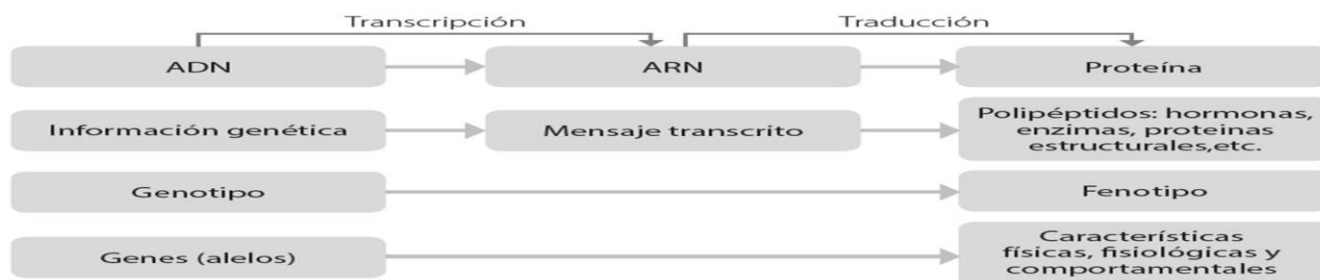 Transcripción
Traducción
ADN
ARN
Proteína
Información genética
Mensaje transcrito
Polipéptidos: hormonas,
enzimas, proteinas
estructurales,etc.
Genotipo
Fenotipo
Genes (alelos)
Características
físicas, fisiológicas y
comportamentales